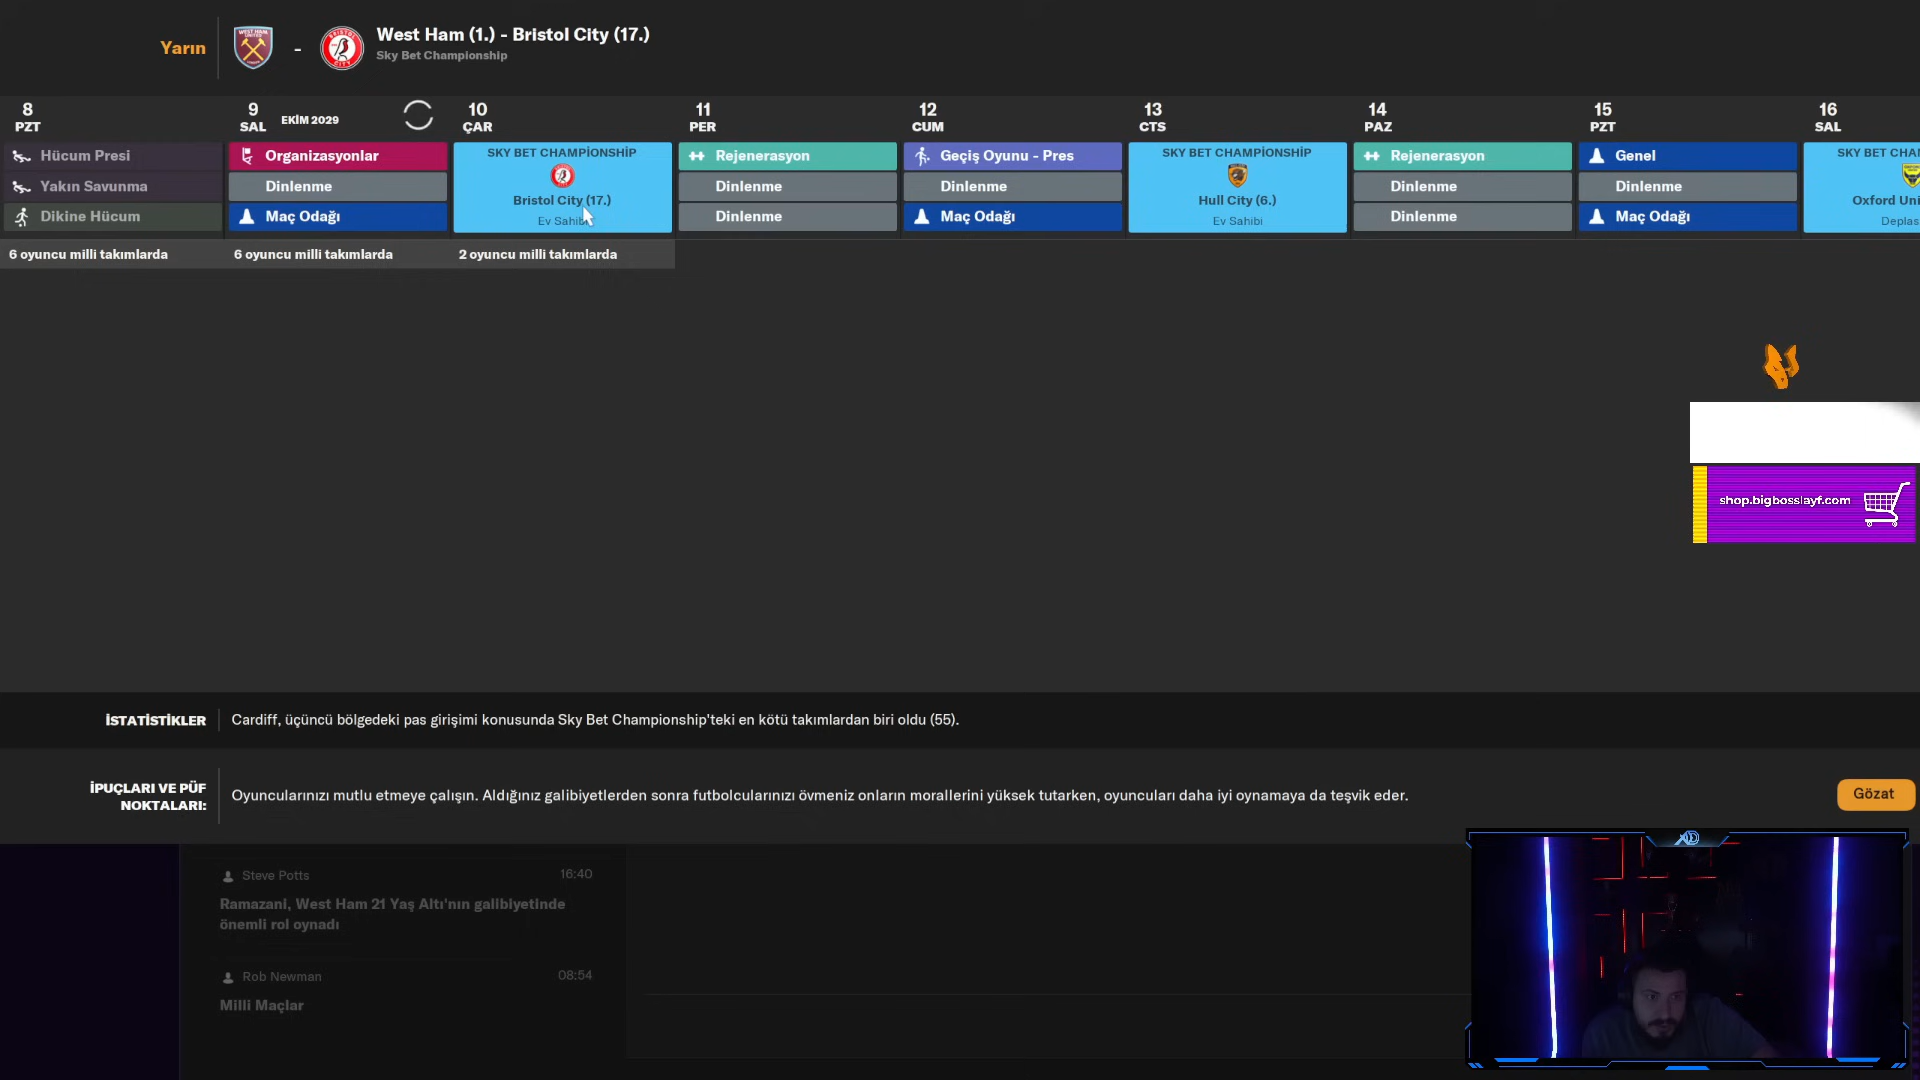 Yarın
West Ham (1.) - Bristol City (17.)
Sky Bet Championship
8
PZT
9
SAL
EKİM 2029
10
ÇAR
11
PER
12
CUM
13
CTS
14
PAZ
15
PZT
16
SAL
Hücum Presi
Yakın Savunma
Dikine Hücum
Organizasyonlar
Dinlenme
Maç Odağı
SKY BET CHAMPİONSHİP
Bristol City (17.)
Ev Sahibi
Rejenerasyon
Dinlenme
Dinlenme
Geçiş Oyunu - Pres
Dinlenme
Maç Odağı
SKY BET CHAMPİONSHİP
Hull City (6.)
Ev Sahibi
Rejenerasyon
Dinlenme
Dinlenme
Genel
Dinlenme
Maç Odağı
SKY BET CHAM
Oxford Uni
Deplas
6 oyuncu milli takımlarda
6 oyuncu milli takımlarda
2 oyuncu milli takımlarda
shop.bigbosslayf.com
İSTATİSTİKLER
Cardiff, üçüncü bölgedeki pas girişimi konusunda Sky Bet Championship'teki en kötü takımlardan biri oldu (55).
İPUÇLARI VE PÜF
NOKTALARI:
Oyuncularınızı mutlu etmeye çalışın. Aldığınız galibiyetlerden sonra futbolcularınızı övmeniz onların morallerini yüksek tutarken, oyuncuları daha iyi oynamaya da teşvik eder.
Gözat
Steve Potts
16:40
Ramazani, West Ham 21 Yaş Altı'nın galibiyetinde
önemli rol oynadı
Rob Newman
08:54
Milli Maçlar